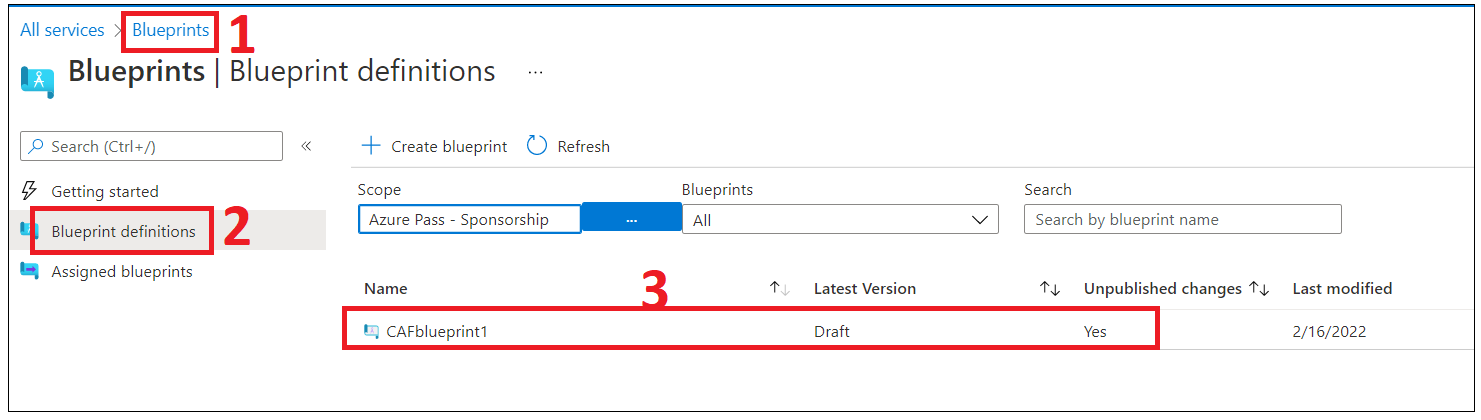 All services > Blueprints 1
Blueprints | Blueprint definitions ...
Search (Ctrl+/) «
Create blueprint Refresh
Getting started
Scope Blueprints Search
Azure Pass - Sponsorship ... All Search by blueprint name
Blueprint definitions 2
Assigned blueprints
3
Name ↑↓ Latest Version ↑↓ Unpublished changes ↑↓ Last modified
CAFblueprint1 Draft Yes 2/16/2022